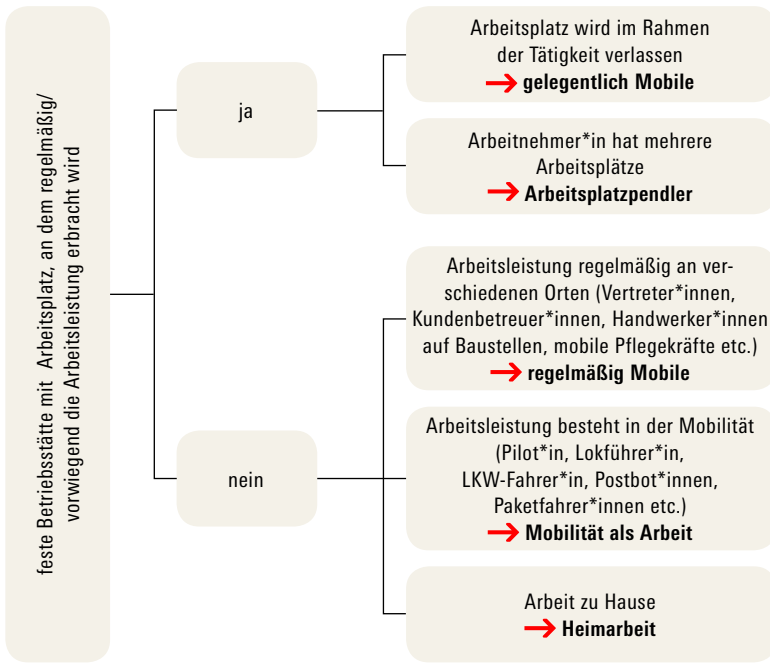 feste Betriebsstätte mit Arbeitsplatz, an dem regelmäßig/
vorwiegend die Arbeitsleistung erbracht wird
ja
Arbeitsplatz wird im Rahmen
der Tätigkeit verlassen
→ gelegentlich Mobile
Arbeitnehmer*in hat mehrere
Arbeitsplätze
→ Arbeitsplatzpendler
nein
Arbeitsleistung regelmäßig an ver-
schiedenen Orten (Vertreter*innen,
Kundenbetreuer*innen, Handwerker*innen
auf Baustellen, mobile Pflegekräfte etc.)
→ regelmäßig Mobile
Arbeitsleistung besteht in der Mobilität
(Pilot*in, Lokführer*in,
LKW-Fahrer*in, Postbot*innen,
Paketfahrer*innen etc.)
→ Mobilität als Arbeit
Arbeit zu Hause
→ Heimarbeit